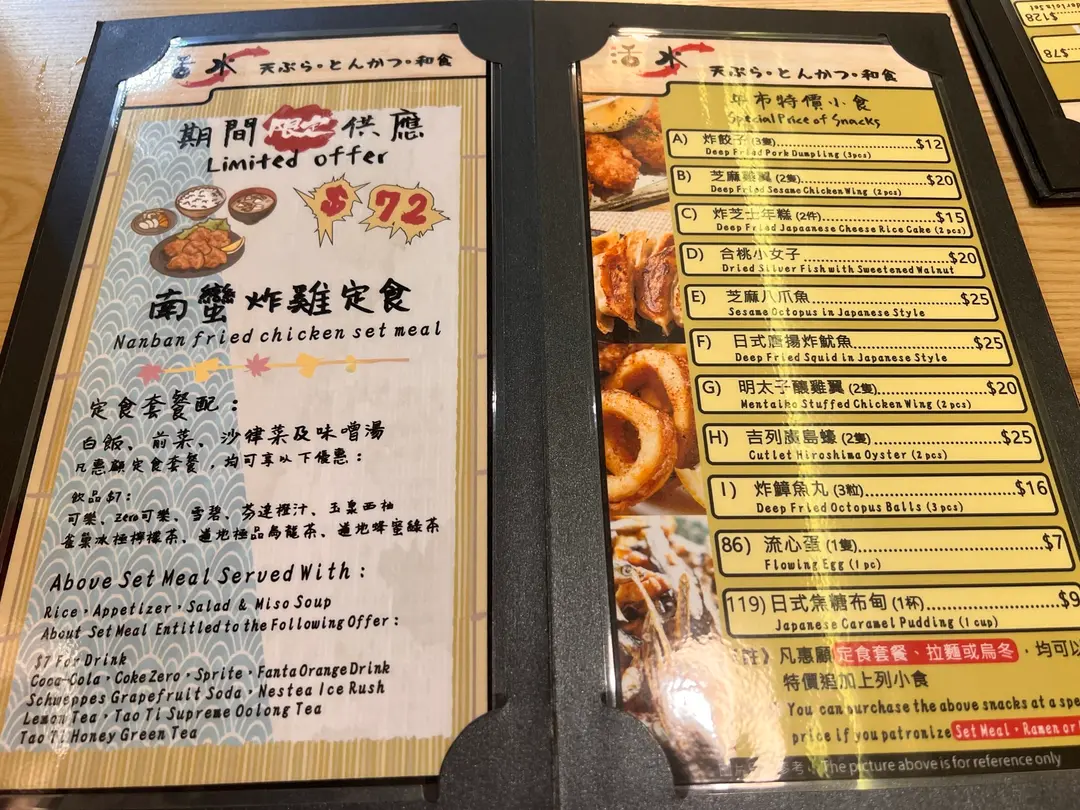 活水 天ぷら・とんかつ・和食
期間限定供應
Limited offer
$72
南蠻炸雞定食
Nanban fried chicken set meal
定食套餐配：
白飯、前菜、沙律菜及味噌湯
凡惠顧定食套餐，均可享以下優惠：
飲品$7：
可樂、Zero可樂、雪碧、芬達橙汁、玉泉西柚
雀巢冰極檸檬茶、道地極品烏龍茶、道地蜂蜜綠茶
Above Set Meal Served With :
Rice・Appetizer・Salad & Miso Soup
About Set Meal Entitled to the Following Offer :
$7 For Drink
Coca-Cola・Coke Zero・Sprite・Fanta Orange Drink
Schweppes Grapefruit Soda・Nestea Ice Rush
Lemon Tea・Tao Ti Supreme Oolong Tea
Tao Ti Honey Green Tea
活水 天ぷら・とんかつ・和食
午市特價小食
Special Price of Snacks
A) 炸餃子 (3隻)...$12
Deep Fried Pork Dumpling (3pcs)
B) 芝麻雞翼 (2隻)...$20
Deep Fried Sesame Chicken Wing (2pcs)
C) 炸芝士年糕 (2件)...$15
Deep Fried Japaanese Cheese Rice Cake (2 pcs)
D) 合桃小女子...$20
Dried Silver Fish with Sweetened Walnut
E) 芝麻八爪魚...$25
Sesame Octopus in Japanese Style
F) 日式唐揚炸魷魚...$25
Deep Fried Squid in Japanese Style
G) 明太子釀雞翼 (2隻)...$20
Mentaiko Stuffed Chicken Wing (2 pcs)
H) 吉列廣島蠔 (2隻)...$25
Cutlet Hiroshima Oyster (2 pcs)
I) 炸鱆魚丸 (3粒)...$16
Deep Fried Octopus Balls (3 pcs)
86) 流心蛋 (1隻)...$7
Flowing Egg (1 pc)
119) 日式焦糖布甸 (1杯)...$9
Japanese Caramel Pudding (1 cup)
註》凡惠顧定食套餐、拉麵或烏冬，均可以
特價追加上列小食
You can purchase the above snacks at a spe
price if you patronize Set Meal・Ramen or
The picture above is for reference only
$128
$78